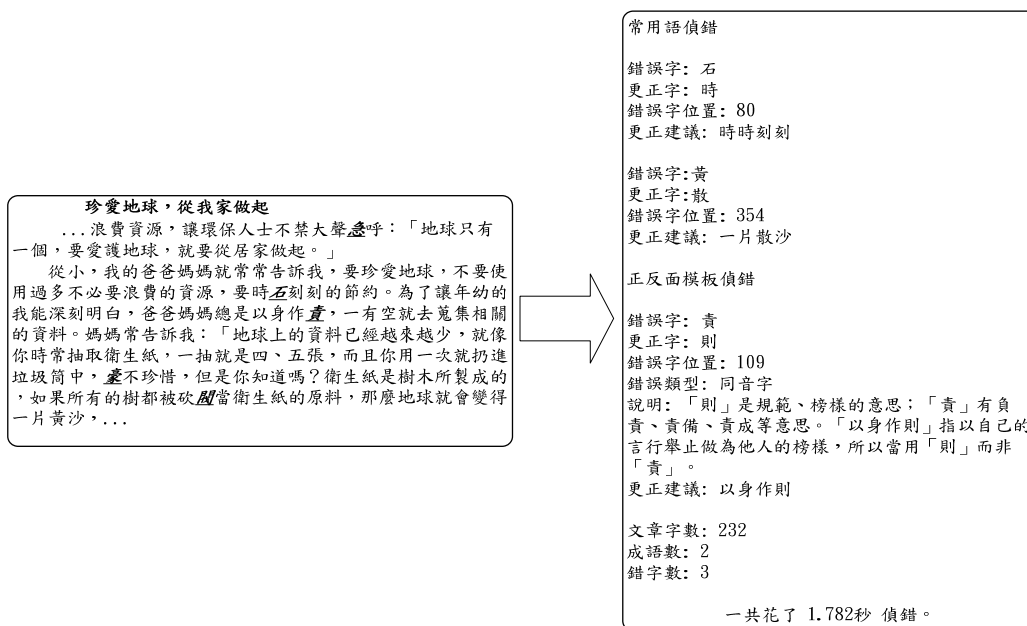 珍愛地球，從我家做起
...浪費資源，讓環保人士不禁大聲急呼：「地球只有
一個，要愛護地球，就要從居家做起。」
從小，我的爸爸媽媽就常常告訴我，要珍愛地球，不要使
用過多不必要浪費的資源，要時石刻刻的節約。為了讓年幼的
我能深刻明白，爸爸媽媽總是以身作責，一有空就去蒐集相關
的資料。媽媽常告訴我：「地球上的資料已經越來越少，就像
你時常抽取衛生紙，一抽就是四、五張，而且你用一次就扔進
垃圾筒中，豪不珍惜，但是你知道嗎？衛生紙是樹木所製成的
，如果所有的樹都被砍閥當衛生紙的原料，那麼地球就會變得
一片黃沙，...
常用語偵錯
錯誤字: 石
更正字: 時
錯誤字位置: 80
更正建議: 時時刻刻
錯誤字:黃
更正字:散
錯誤字位置: 354
更正建議: 一片散沙
正反面模板偵錯
錯誤字: 責
更正字: 則
錯誤字位置: 109
錯誤類型: 同音字
說明: 「則」是規範、榜樣的意思；「責」有負
責、責備、責成等意思。「以身作則」指以自己的
言行舉止做為他人的榜樣，所以當用「則」而非
「責」。
更正建議: 以身作則
文章字數: 232
成語數: 2
錯字數: 3
一共花了 1.782秒 偵錯。